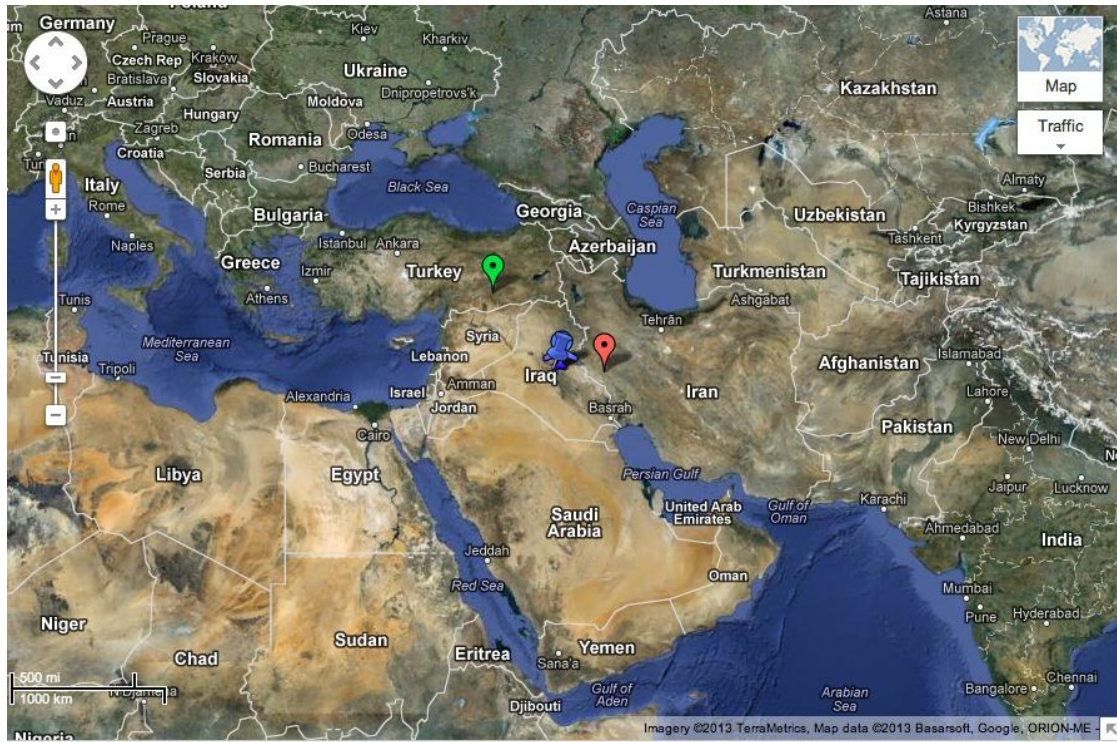 Germany
Prague
Czech Rep
Kraków
Bratislava
Slovakia
Vaduz
Austria
Hungary
Zagreb
Croatia
Italy
Rome
Naples
Serbia
Romania
Bucharest
Bulgaria
Moldova
Odesa
Kiev
Kharkiv
Ukraine
Dnipropetrovs'k
Black Sea
Georgia
Azerbaijan
Caspian
Sea
Astana
Kazakhstan
Map
Traffic
Almaty
Bishkek
Kyrgyzstan
Uzbekistan
Tashkent
Tajikistan
Turkmenistan
Ashgabat
Istanbul
Ankara
Turkey
Greece
Izmir
Athens
Tunis
Tunisia
Tripoli
Mediterranean
Sea
Syria
Lebanon
Israel
Amman
Jordan
Iraq
Tehrān
Iran
Basrah
Afghanistan
Islamabad
Lahore
Pakistan
New Delhi
Jaipur
Lucknow
Alexandria
Cairo
Libya
Egypt
Persian Gulf
United Arab
Emirates
Gulf of
Oman
Karachi
Ahmedabad
India
Saudi
Arabia
Jeddah
Red Sea
Oman
Mumbai
Pune
Hyderabad
Niger
Chad
Sudan
Eritrea
Sana'a
Yemen
Gulf of
Aden
Djibouti
Arabian
Sea
Bangalore
Chennai
500 mi
1000 km
N'Djamena
Nigeria
Imagery ©2013 TerraMetrics, Map data ©2013 Basarsoft, Google, ORION-ME -